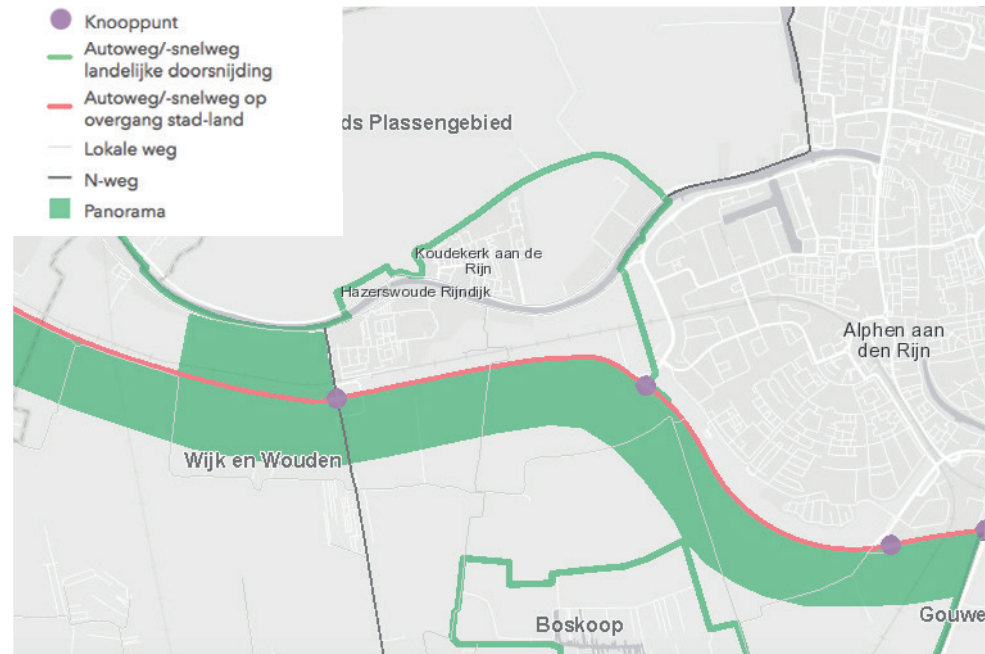 Knooppunt
Autoweg/-snelweg
landelijke doorsnijding
Autoweg/-snelweg op
overgang stad-land
Lokale weg
N-weg
Panorama
ds Plassengebied
Koudekerk aan de
Rijn
Hazerswoude Rijndijk
Alphen aan
den Rijn
Wijk en Wouden
Boskoop
Gouwe